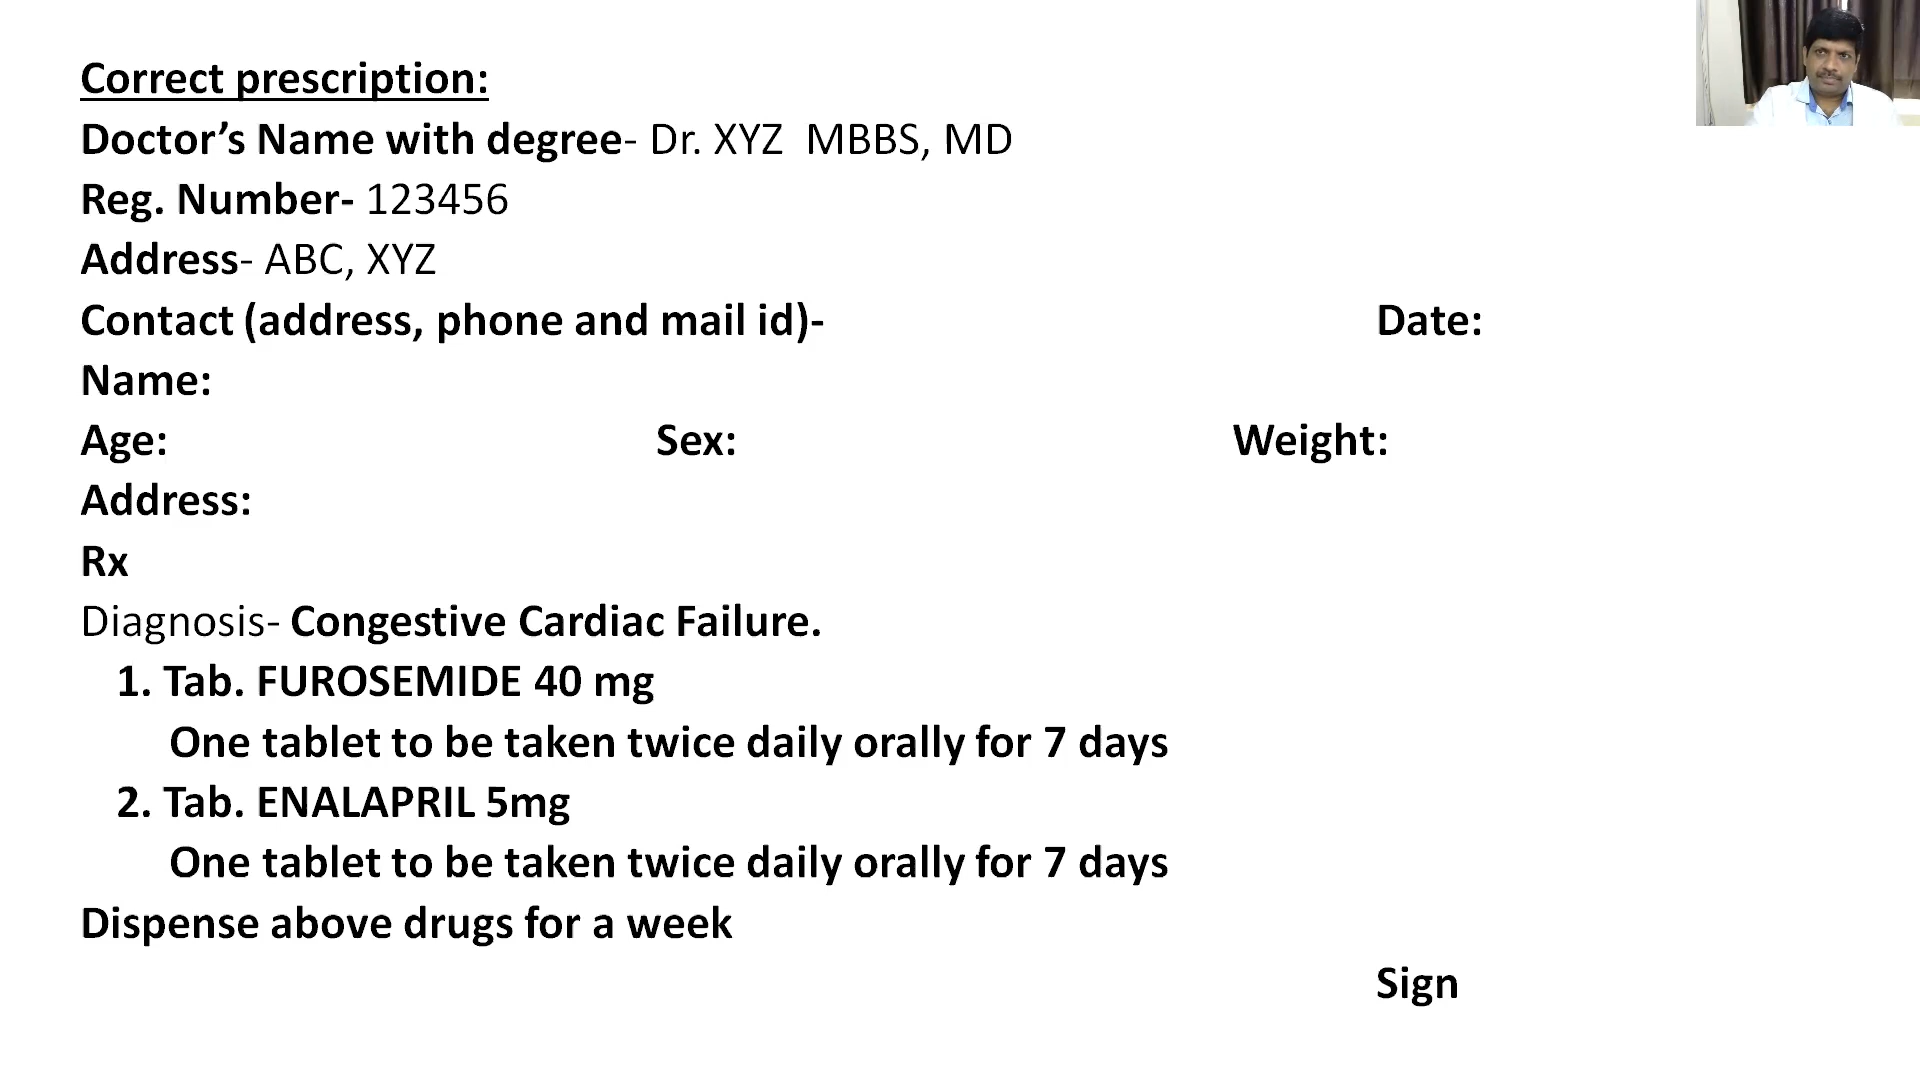 Correct prescription:
Doctor’s Name with degree- Dr. XYZ  MBBS, MD
Reg. Number- 123456
Address- ABC, XYZ
Contact (address, phone and mail id)- Date:
Name:
Age: Sex: Weight:
Address:
Rx
Diagnosis- Congestive Cardiac Failure.
1. Tab. FUROSEMIDE 40 mg
One tablet to be taken twice daily orally for 7 days
2. Tab. ENALAPRIL 5mg
One tablet to be taken twice daily orally for 7 days
Dispense above drugs for a week
Sign